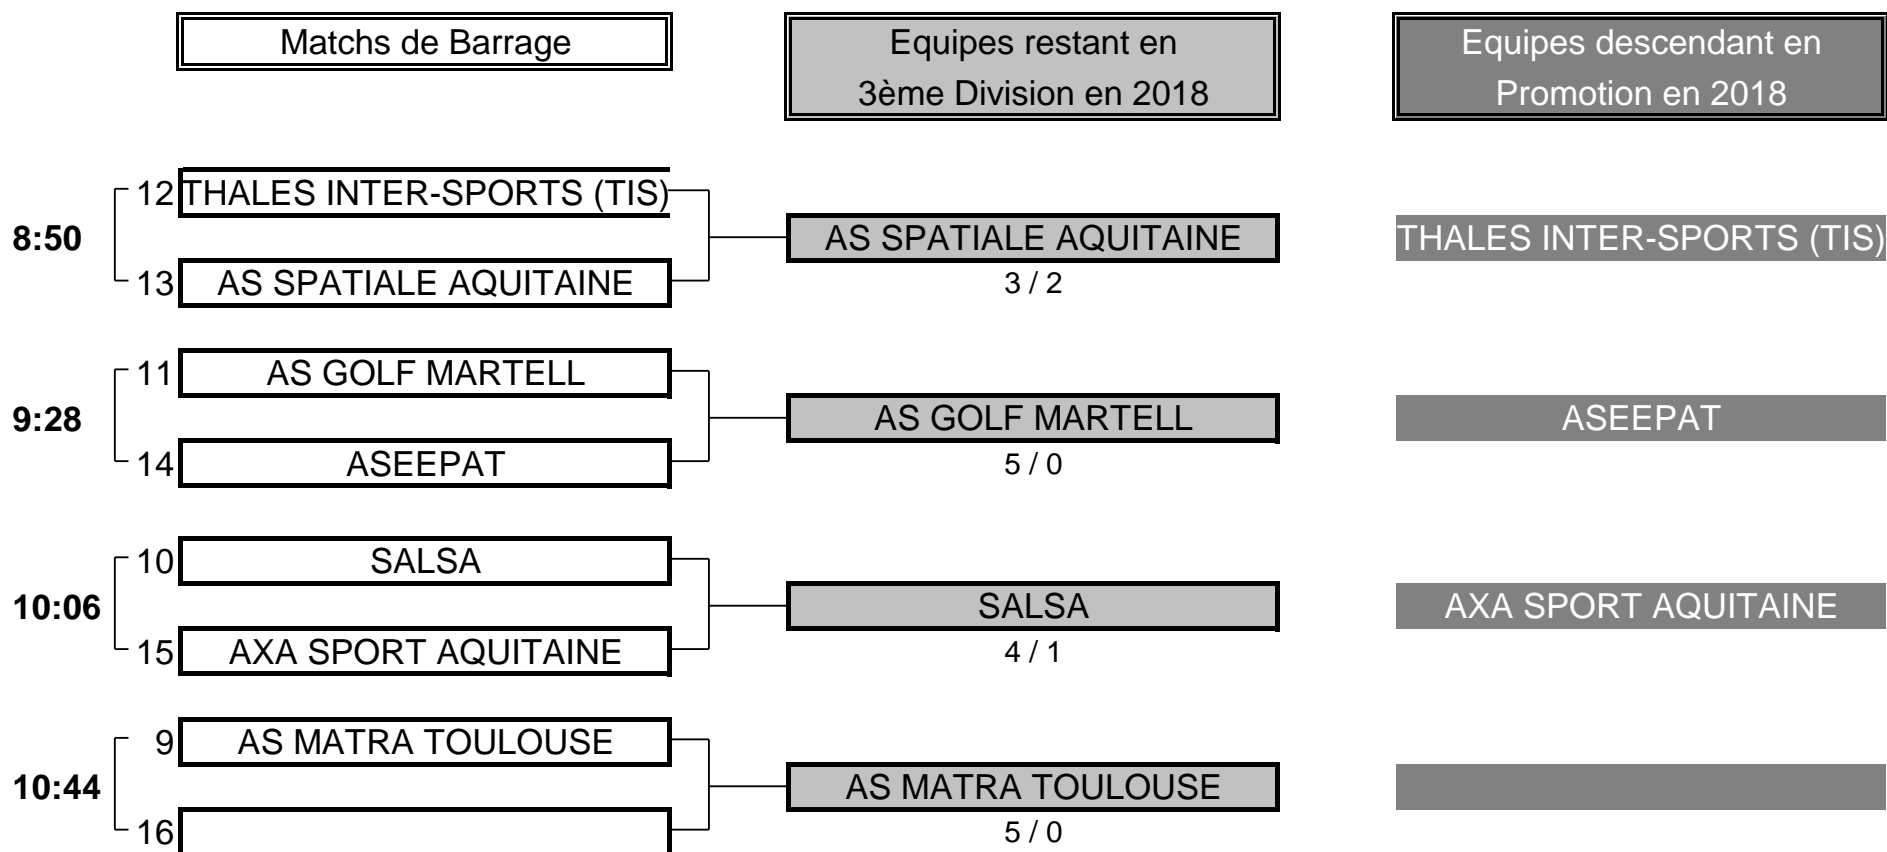 Matchs de Barrage
Equipes restant en
3ème Division en 2018
Equipes descendant en
Promotion en 2018
12 THALES INTER-SPORTS (TIS)
8:50 AS SPATIALE AQUITAINE THALES INTER-SPORTS (TIS)
13 AS SPATIALE AQUITAINE 3 / 2
11 AS GOLF MARTELL
9:28 AS GOLF MARTELL ASEEPAT
14 ASEEPAT 5 / 0
10 SALSA
10:06 SALSA AXA SPORT AQUITAINE
15 AXA SPORT AQUITAINE 4 / 1
9 AS MATRA TOULOUSE
10:44 AS MATRA TOULOUSE
16 5 / 0